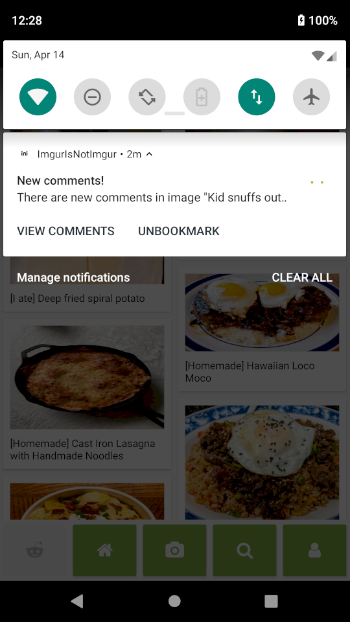 12:28
100%
Sun, Apr 14
ini ImgurIsNotImgur • 2m
New comments!
There are new comments in image "Kid snuffs out..
VIEW COMMENTS UNBOOKMARK
Manage notifications CLEAR ALL
[I ate] Deep fried spiral potato
[Homemade] Hawaiian Loco
Moco
[Homemade] Cast Iron Lasagna
with Handmade Noodles